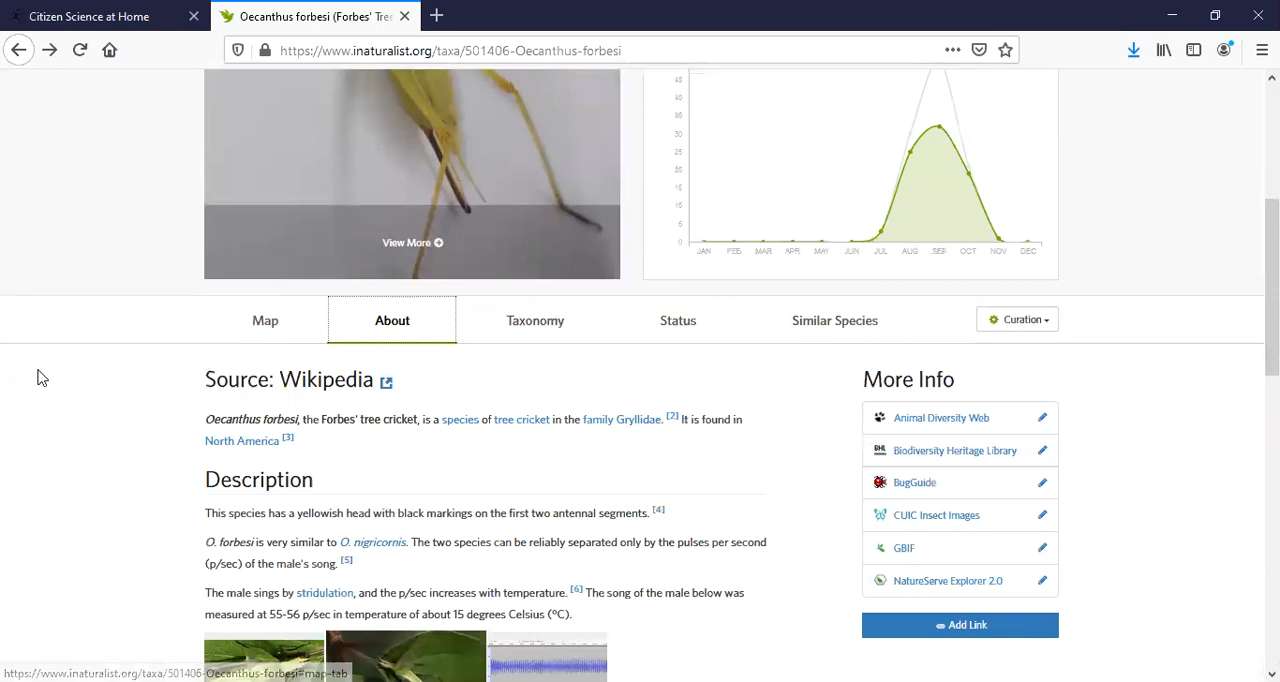 Citizen Science at Home
Oecanthus forbesi (Forbes' Tre
https://www.inaturalist.org/taxa/501406-Oecanthus-forbesi
View More
45
40
35
30
25
20
15
10
5
0
JAN FEB MAR APR MAY JUN JUL AUG SEP OCT NOV DEC
Map About Taxonomy Status Similar Species Curation
Source: Wikipedia
Oecanthus forbesi, the Forbes' tree cricket, is a species of tree cricket in the family Gryllidae. [2] It is found in
North America [3]
Description
This species has a yellowish head with black markings on the first two antennal segments. [4]
O. forbesi is very similar to O. nigricornis. The two species can be reliably separated only by the pulses per second
(p/sec) of the male's song. [5]
The male sings by stridulation, and the p/sec increases with temperature. [6] The song of the male below was
measured at 55-56 p/sec in temperature of about 15 degrees Celsius (ºC).
More Info
Animal Diversity Web
BHL Biodiversity Heritage Library
BugGuide
CUIC Insect Images
GBIF
NatureServe Explorer 2.0
Add Link
https://www.inaturalist.org/taxa/501406-Oecanthus-forbesi#map-tab